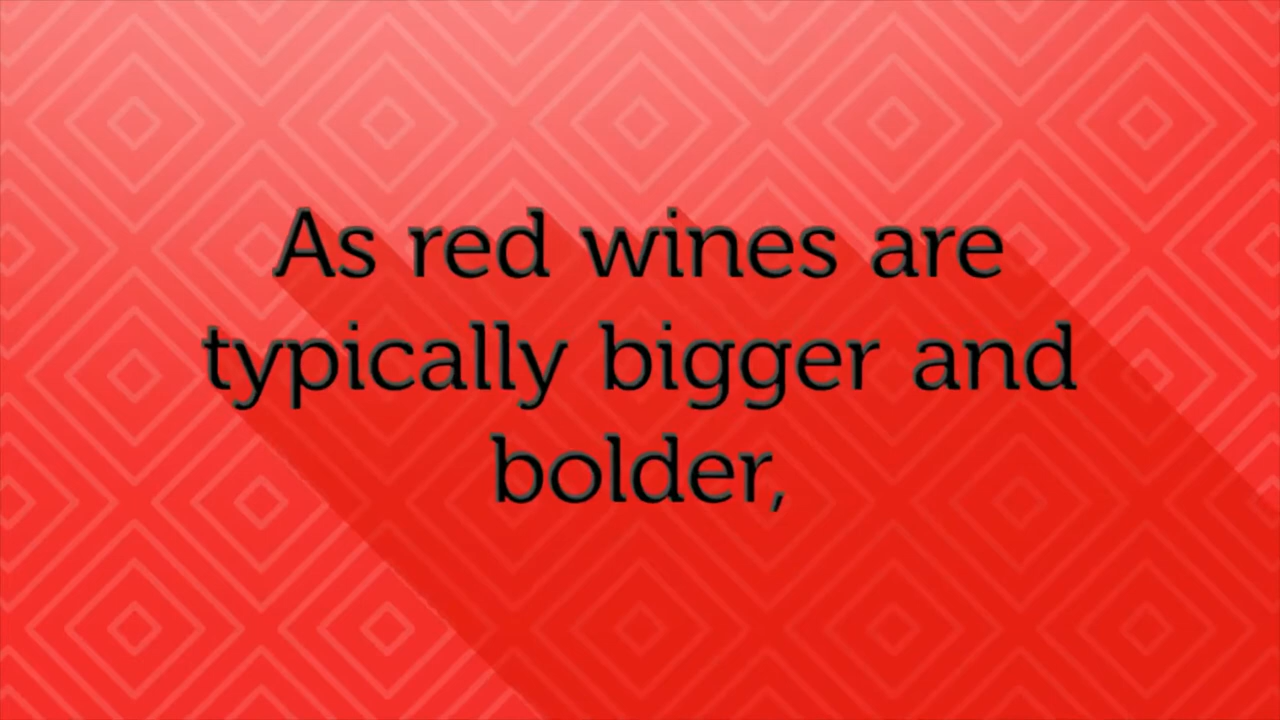 As red wines are
typically bigger and
bolder,